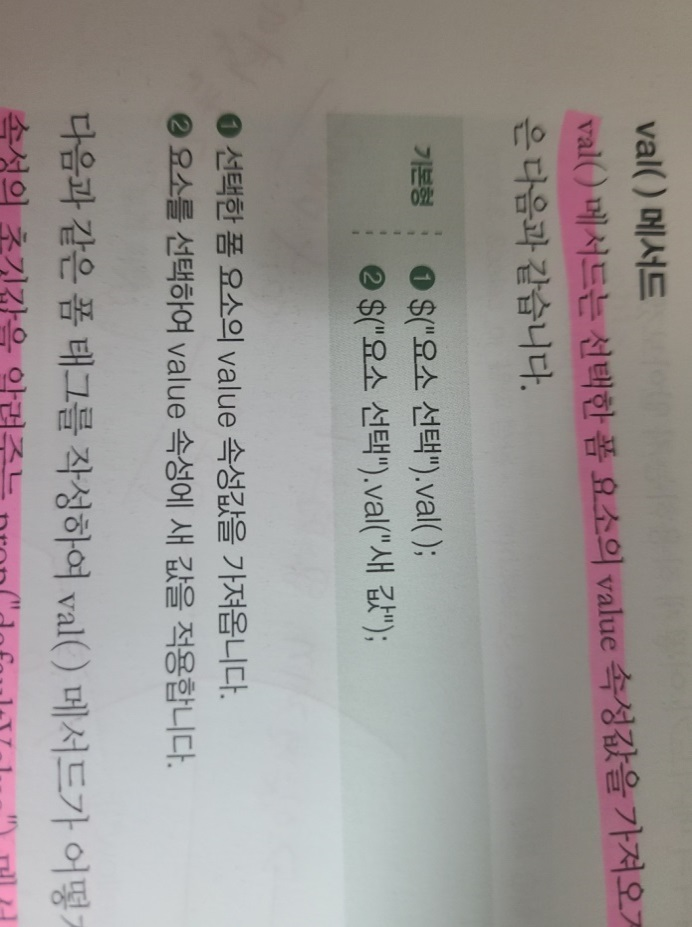 val( ) 메서드
val( ) 메서드는 선택한 폼 요소의 value 속성값을 가져오
은 다음과 같습니다.
기본형
❶ $("요소 선택").val( );
❷ $("요소 선택").val("새 값");
❶ 선택한 폼 요소의 value 속성값을 가져옵니다.
❷ 요소를 선택하여 value 속성에 새 값을 적용합니다.
다음과 같은 폼 태그를 작성하여 val( ) 메서드가 어떻
속성의 초깃값을 알려주는 prop("defaultValue") 메서